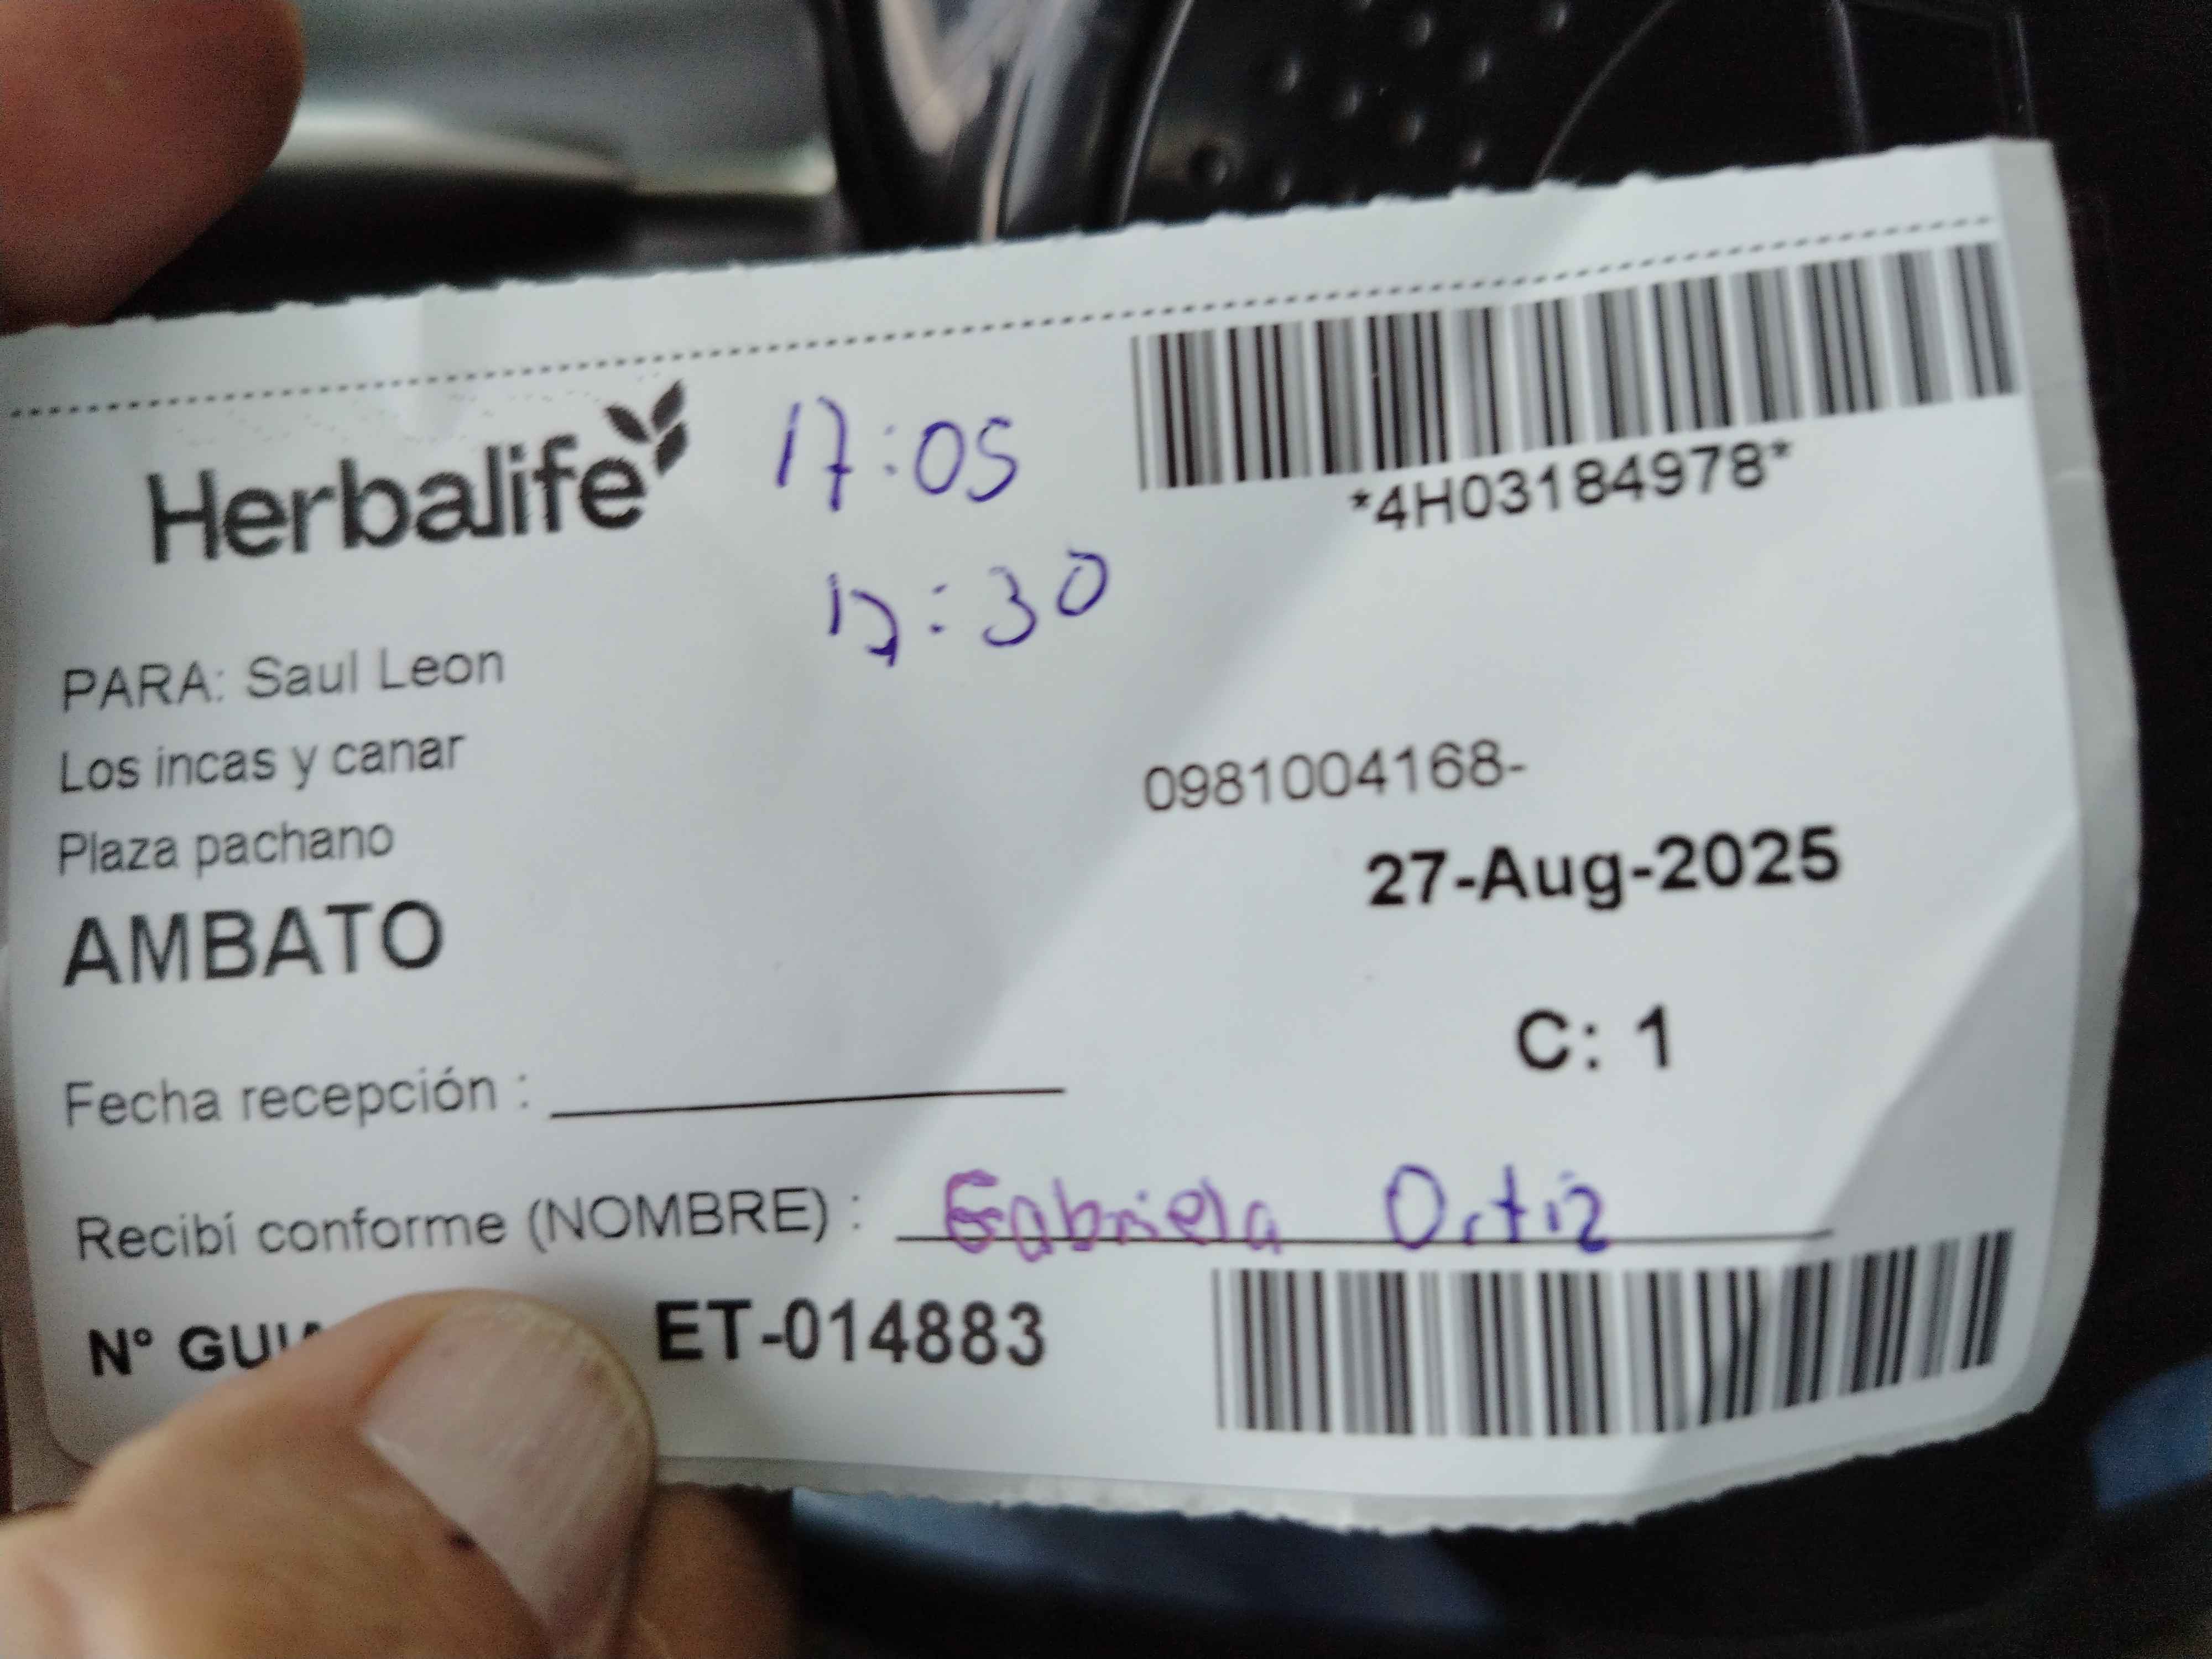 Herbalife 17:05
*4H03184978*
17:30
PARA: Saul Leon
Los incas y canar
0981004168-
Plaza pachano
27-Aug-2025
AMBATO
C: 1
Fecha recepción :
Recibí conforme (NOMBRE) : Gabriela Ortiz
N° ET-014883